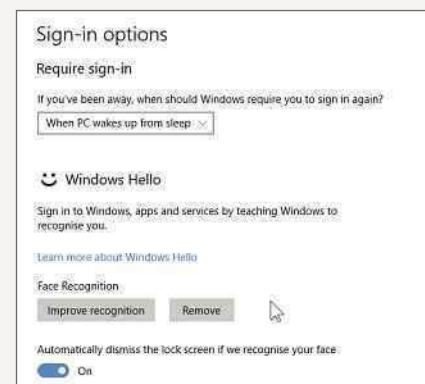 Sign-in options
Require sign-in
If you've been away, when should Windows require you to sign in again?
When PC wakes up from sleep
Windows Hello
Sign in to Windows, apps and services by teaching Windows to
recognise you.
Learn more about Windows Hello
Face Recognition
Improve recognition
Remove
Automatically dismiss the lock screen if we recognise your face
On